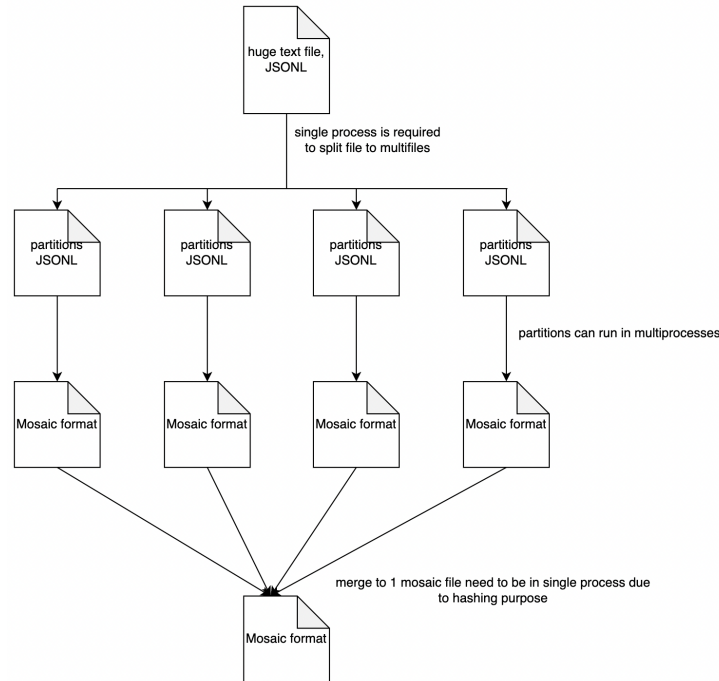 huge text file,
JSONL
single process is required
to split file to multifiles
partitions
JSONL
partitions
JSONL
partitions
JSONL
partitions
JSONL
partitions can run in multiprocesses
Mosaic format
Mosaic format
Mosaic format
Mosaic format
merge to 1 mosaic file need to be in single process due
to hashing purpose
Mosaic format